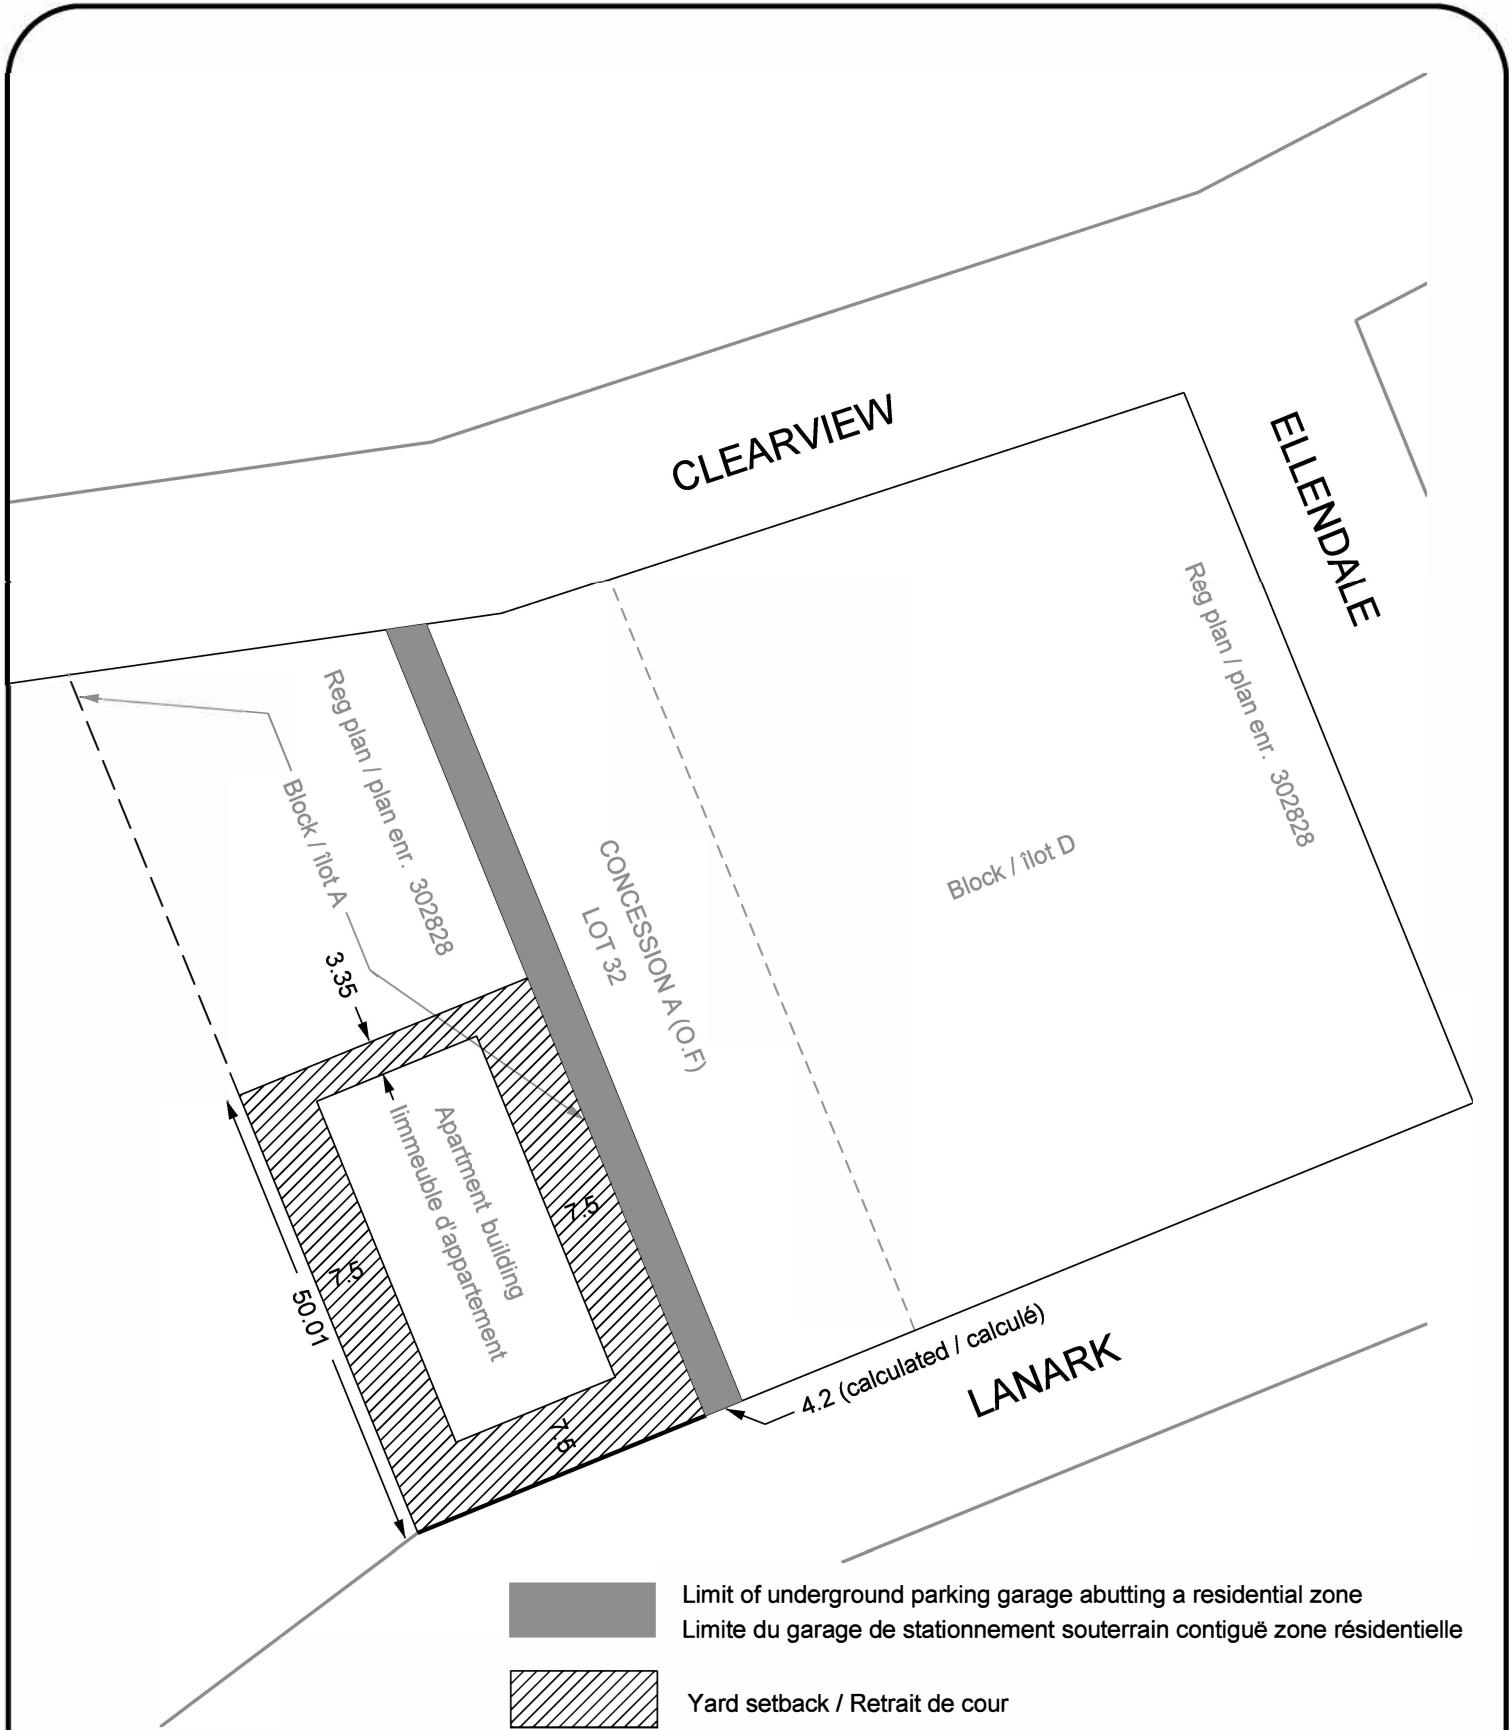 CLEARVIEW
ELLENDALE
Reg plan / plan enr. 302828
Reg plan / plan enr. 302828
Block / îlot A
CONCESSION A (O.F)
LOT 32
Block / îlot D
3.35
Apartment building
Iimmeuble d'appartement
7.5
7.5
50.01
7.5
4.2 (calculated / calculé)
LANARK
Limit of underground parking garage abutting a residential zone
Limite du garage de stationnement souterrain contiguë zone résidentielle
Yard setback / Retrait de cour